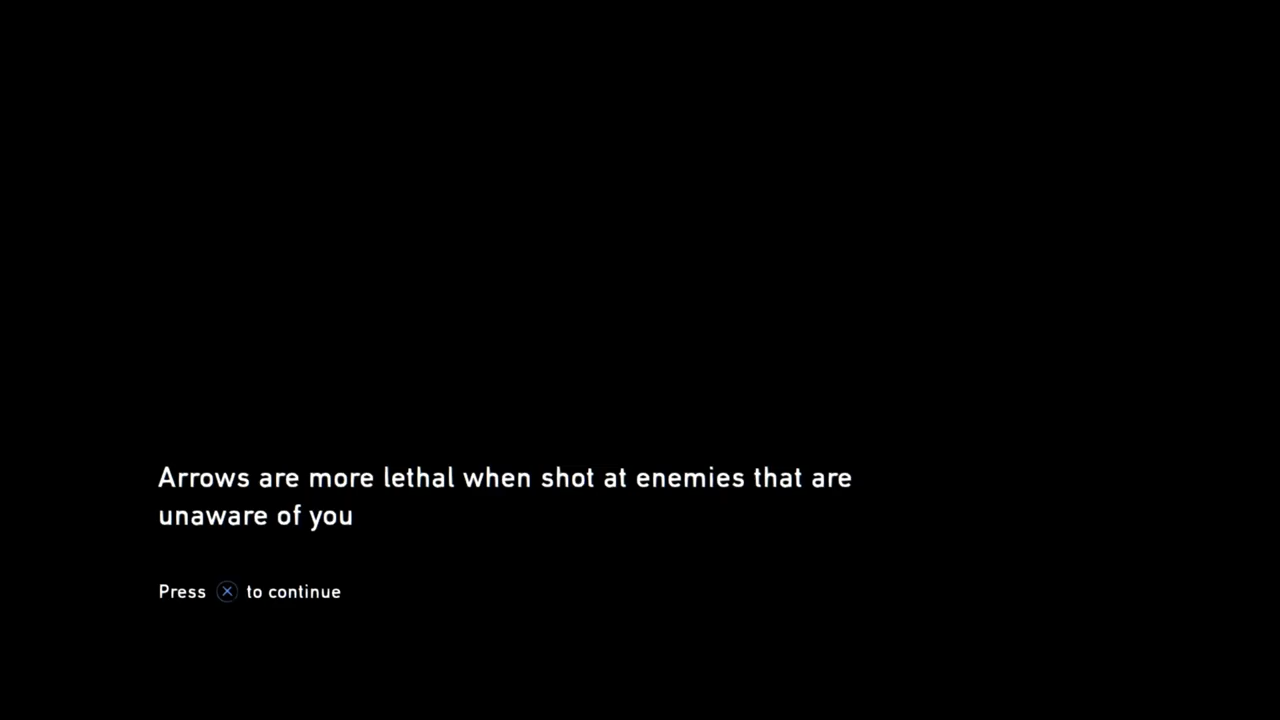 Arrows are more lethal when shot at enemies that are
unaware of you
Press ⓧ to continue